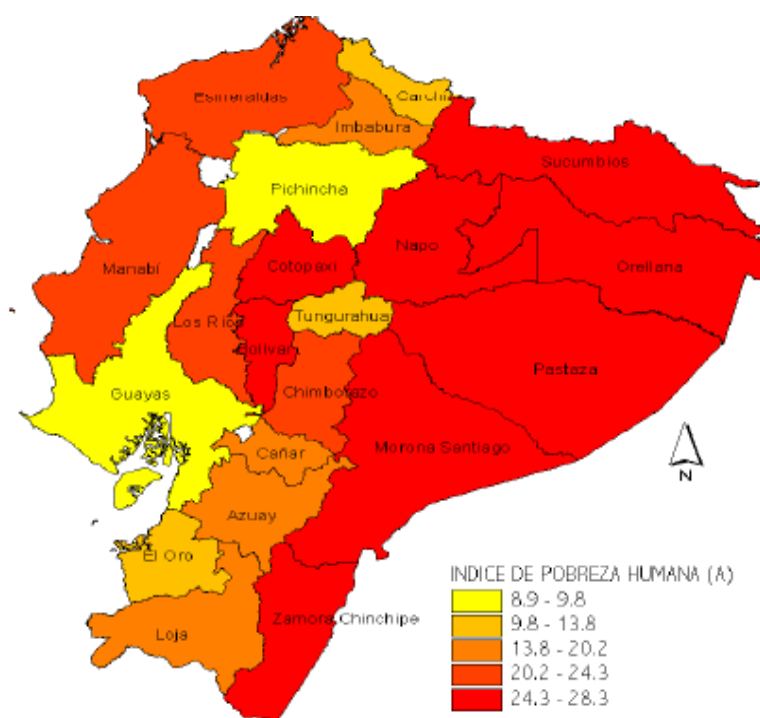 Esmeraldas
Carchi
Imbabura
Sucumbios
Pichincha
Napo
Orellana
Manabí
Cotopaxi
Los Rios
Tungurahua
Bolivar
Pastaza
Guayas
Chimborazo
Morona Santiago
Cañar
N
Azuay
El Oro
Zamora Chinchipe
Loja
INDICE DE POBREZA HUMANA (A)
8.9 - 9.8
9.8 - 13.8
13.8 - 20.2
20.2 - 24.3
24.3 - 28.3